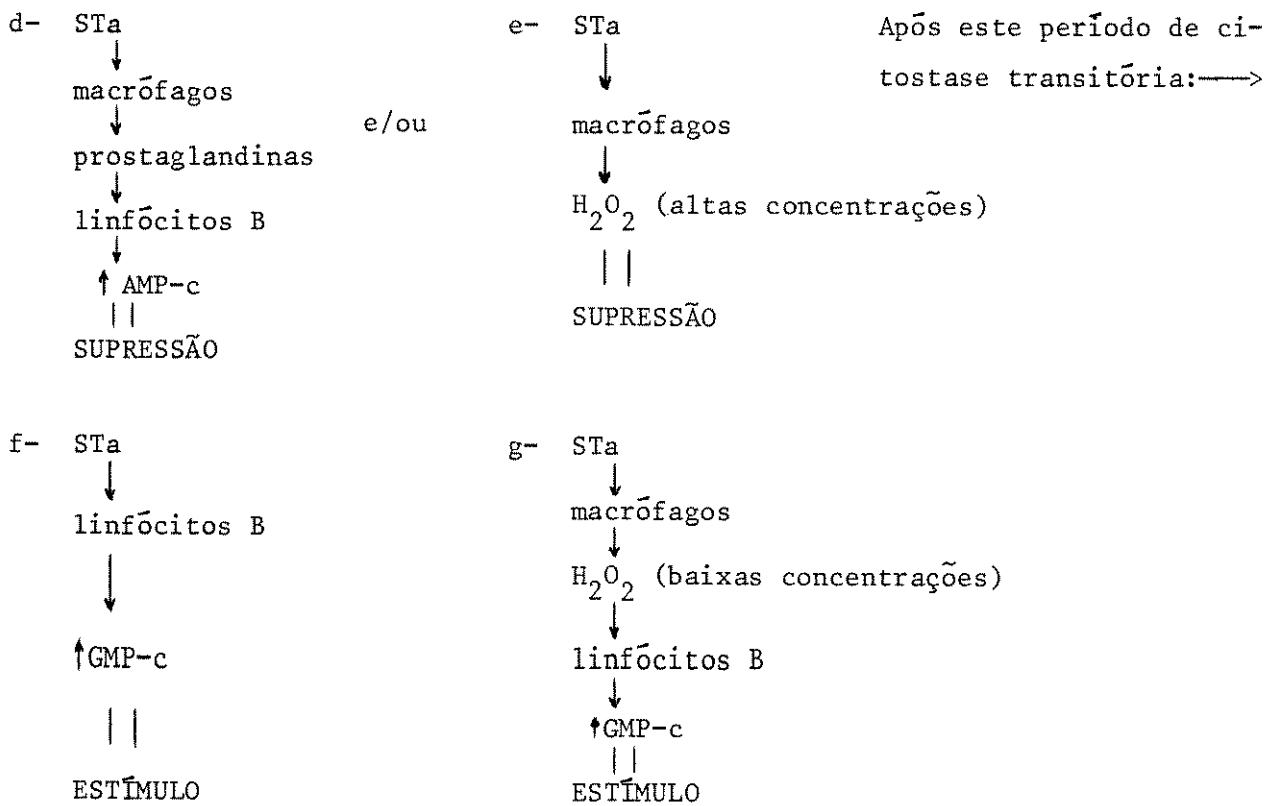 d- STa
macrófagos
prostaglandinas
linfócitos B
↑ AMP-c
SUPRESSÃO
e/ou
e- STa
macrófagos
H2O2 (altas concentrações)
SUPRESSÃO
Após este período de ci-
tostase transitória:——>
f- STa
linfócitos B
↑GMP-c
ESTÍMULO
g- STa
macrófagos
H2O2 (baixas concentrações)
linfócitos B
↑GMP-c
ESTÍMULO